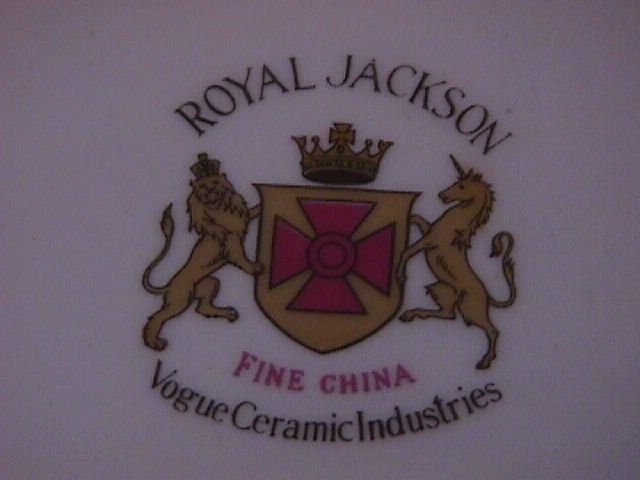 ROYAL JACKSON
FINE CHINA
Vogue Ceramic Industries